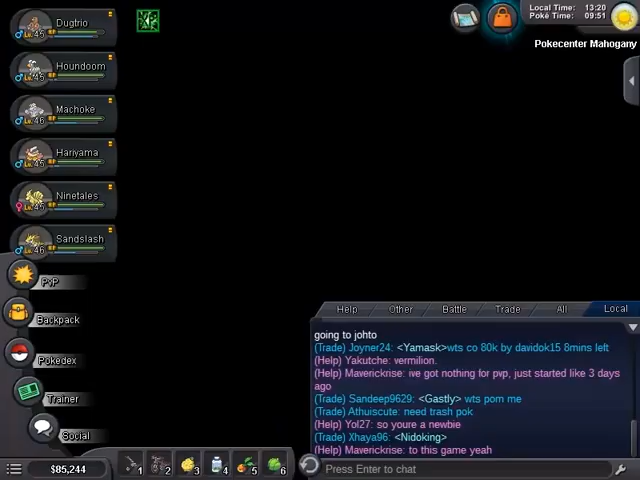 Dugtrio
Lv.45
Houndoom
Lv.45
Machoke
Lv.46
Hariyama
Lv.45
Ninetales
Lv.45
Sandslash
Lv.46
PvP
Backpack
Pokedex
Trainer
Social
$85,244
1
2
3
4
5
6
Local Time: 13:20
Poké Time: 09:51
Pokecenter Mahogany
Help Other Battle Trade All Local
going to johto
(Trade) Joyner24: <Yamask>wts co 80k by davidok15 8mins left
(Help) Yakutche: vermilion.
(Help) Maverickrise: ive got nothing for pvp, just started like 3 days
ago
(Trade) Sandeep9629: <Gastly> wts pom me
(Trade) Athuiscute: need trash pok
(Help) Yol27: so youre a newbie
(Trade) Xhaya96: <Nidoking>
(Help) Maverickrise: to this game yeah
Press Enter to chat